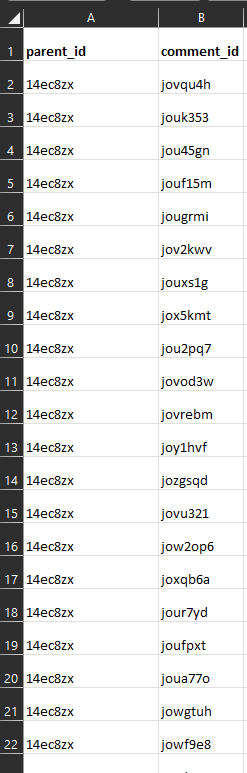 A B
1 parent_id comment_id
2 14ec8zx jovqu4h
3 14ec8zx jouk353
4 14ec8zx jou45gn
5 14ec8zx jouf15m
6 14ec8zx jougrmi
7 14ec8zx jov2kwv
8 14ec8zx jouxs1g
9 14ec8zx jox5kmt
10 14ec8zx jou2pq7
11 14ec8zx jovod3w
12 14ec8zx jovrebm
13 14ec8zx joy1hvf
14 14ec8zx jozgsqd
15 14ec8zx jovu321
16 14ec8zx jow2op6
17 14ec8zx joxqb6a
18 14ec8zx jour7yd
19 14ec8zx joufpxt
20 14ec8zx joua77o
21 14ec8zx jowgtuh
22 14ec8zx jowf9e8